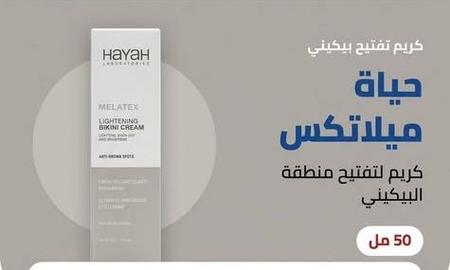 كريم تفتيح بيكيني
حياة
ميلاتكس
كريم لتفتيح منطقة
البيكيني
50 مل
HAYAH
LABORATORIES
MELATEX
LIGHTENING
BIKINI CREAM
ANTI-BROWN SPOTS